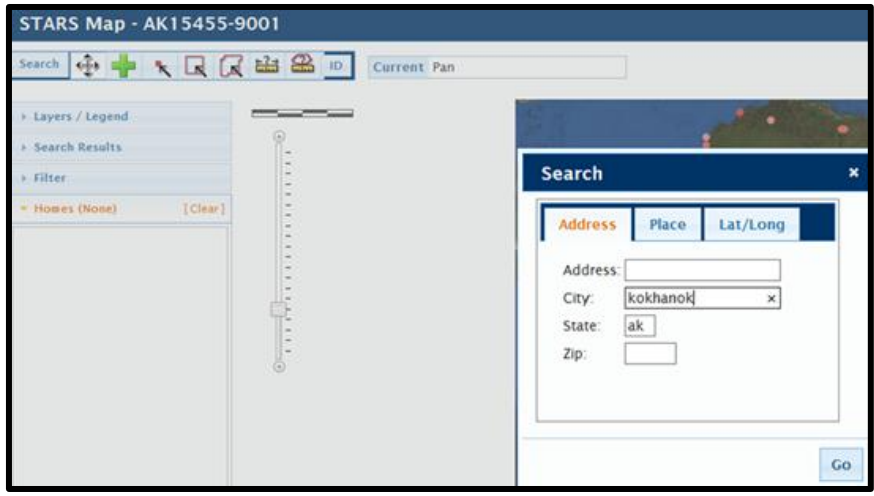 STARS Map - AK15455-9001
Search ID Current Pan
Layers / Legend
Search Results
Filter
Homes (None) [Clear]
Search ×
Address Place Lat/Long
Address:
City: kokhanok ×
State: ak
Zip:
Go